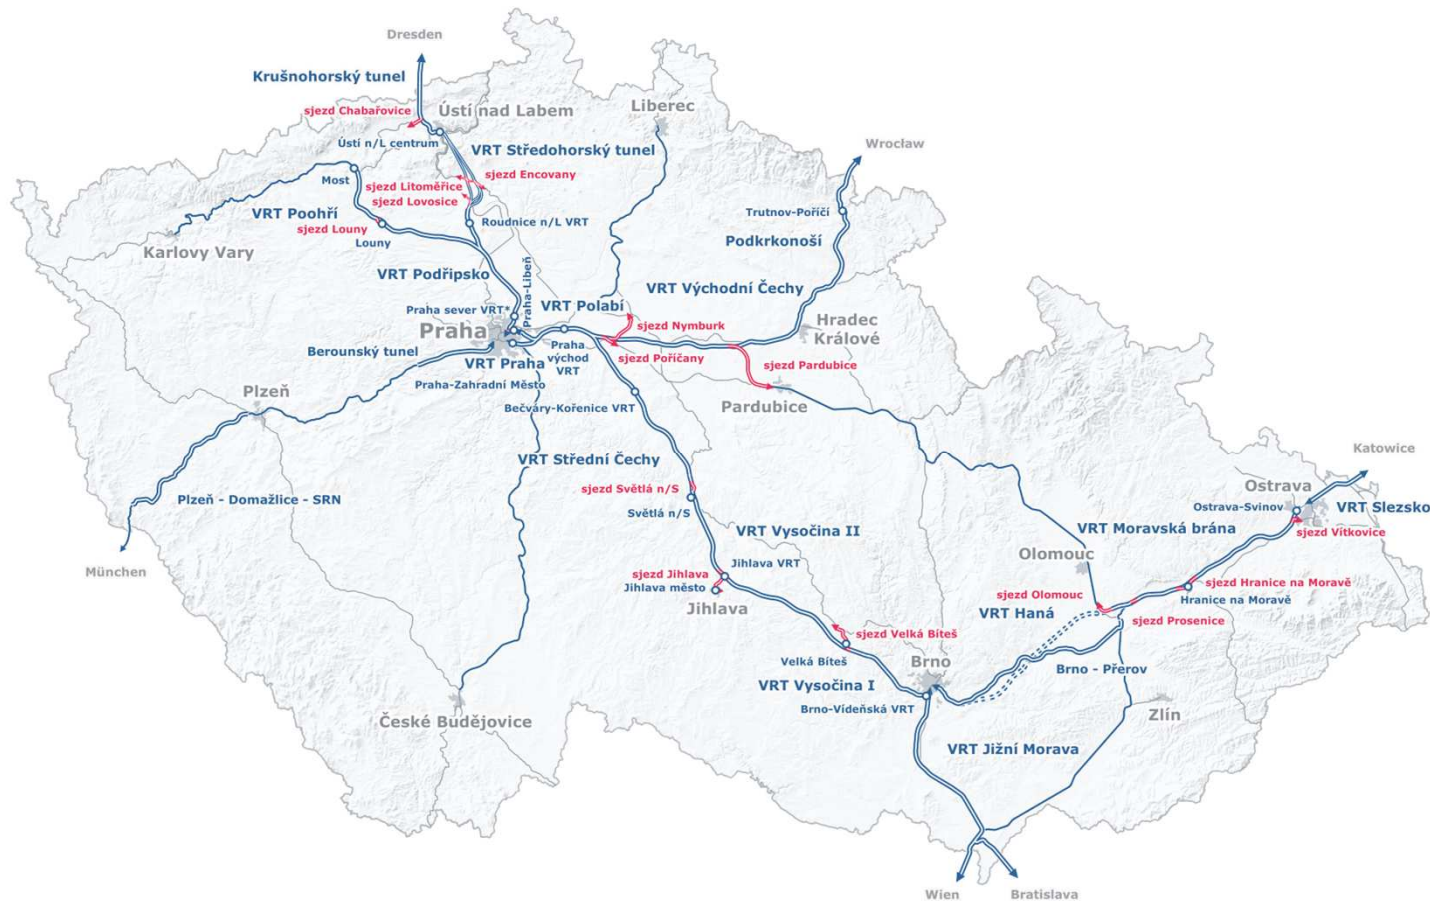 Dresden
Krušnohorský tunel
sjezd Chabařovice
Ústí nad Labem
Liberec
Ústí n/L centrum
VRT Středohorský tunel
Wrocław
Most
sjezd Encovany
sjezd Litoměřice
sjezd Lovosice
VRT Poohří
sjezd Louny
Louny
Roudnice n/L VRT
Trutnov-Poříčí
Karlovy Vary
Podkrkonoší
VRT Podřipsko
Praha-Libeň
VRT Východní Čechy
VRT Polabí
Praha sever VRT*
Praha
sjezd Nymburk
Hradec
Králové
Berounský tunel
VRT Praha
Praha
východ
VRT
sjezd Poříčany
sjezd Pardubice
Praha-Zahradní Město
Plzeň
Bečváry-Kořenice VRT
Pardubice
VRT Střední Čechy
Katowice
sjezd Světlá n/S
Ostrava
Plzeň - Domažlice - SRN
Světlá n/S
Ostrava-Svinov
VRT Slezsko
VRT Vysočina II
VRT Moravská brána
sjezd Vítkovice
München
Olomouc
Jihlava VRT
sjezd Jihlava
Jihlava město
Jihlava
sjezd Hranice na Moravě
Hranice na Moravě
sjezd Olomouc
VRT Haná
sjezd Prosenice
sjezd Velká Bíteš
Velká Bíteš
Brno
Brno - Přerov
VRT Vysočina I
Brno-Vídeňská VRT
Zlín
České Budějovice
VRT Jižní Morava
Wien
Bratislava